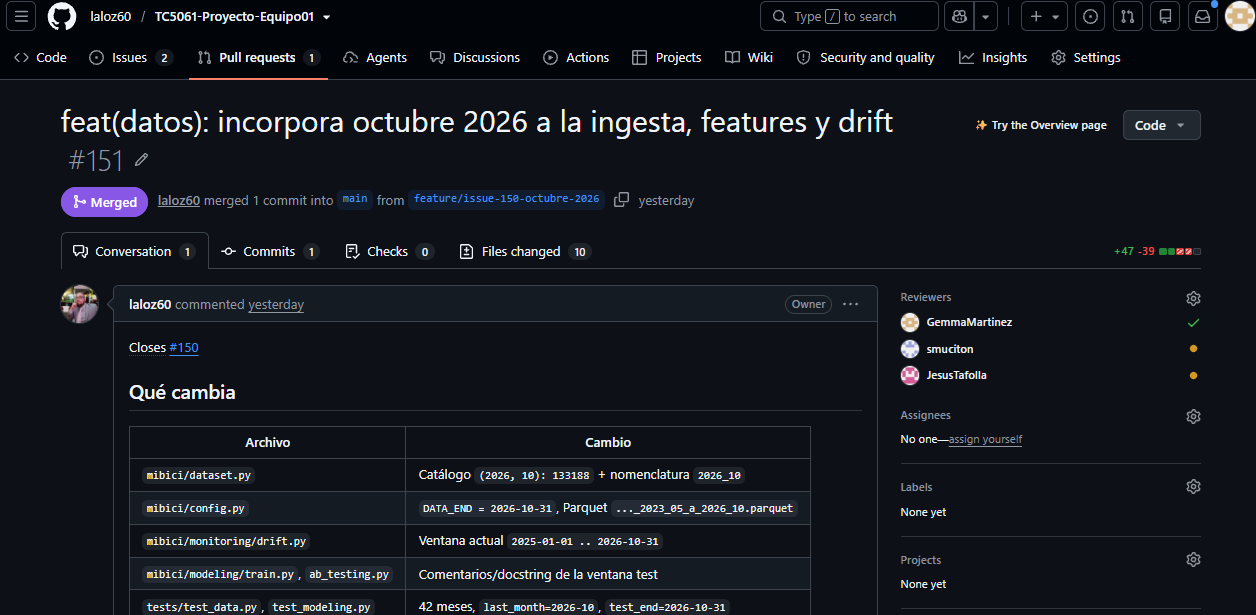 laloz60 / TC5061-Proyecto-Equipo01
Type / to search
Code Issues 2 Pull requests 1 Agents Discussions Actions Projects Wiki Security and quality Insights Settings
feat(datos): incorpora octubre 2026 a la ingesta, features y drift
#151
Try the Overview page
Code
Merged laloz60 merged 1 commit into main from feature/issue-150-octubre-2026 yesterday
Conversation 1 Commits 1 Checks 0 Files changed 10
+47 -39
laloz60 commented yesterday
Owner
Closes #150
Qué cambia
Archivo Cambio
mibici/dataset.py Catálogo (2026, 10): 133188 + nomenclatura 2026_10
mibici/config.py DATA_END = 2026-10-31, Parquet ..._2023_05_a_2026_10.parquet
mibici/monitoring/drift.py Ventana actual 2025-01-01 .. 2026-10-31
mibici/modeling/train.py, ab_testing.py Comentarios/docstring de la ventana test
tests/test_data.py, test_modeling.py 42 meses, last_month=2026-10, test_end=2026-10-31
Reviewers
GemmaMartinez
smuciton
JesusTafolla
Assignees
No one—assign yourself
Labels
None yet
Projects
None yet